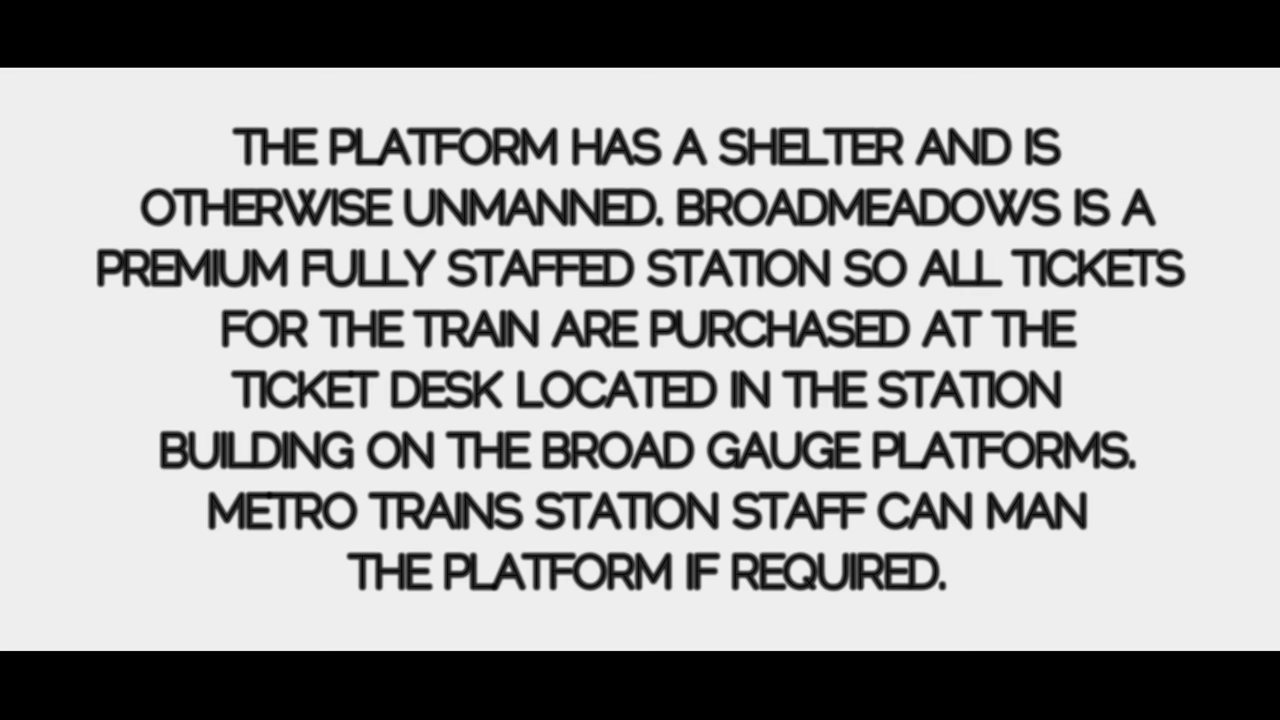 THE PLATFORM HAS A SHELTER AND IS
OTHERWISE UNMANNED. BROADMEADOWS IS A
PREMIUM FULLY STAFFED STATION SO ALL TICKETS
FOR THE TRAIN ARE PURCHASED AT THE
TICKET DESK LOCATED IN THE STATION
BUILDING ON THE BROAD GAUGE PLATFORMS.
METRO TRAINS STATION STAFF CAN MAN
THE PLATFORM IF REQUIRED.